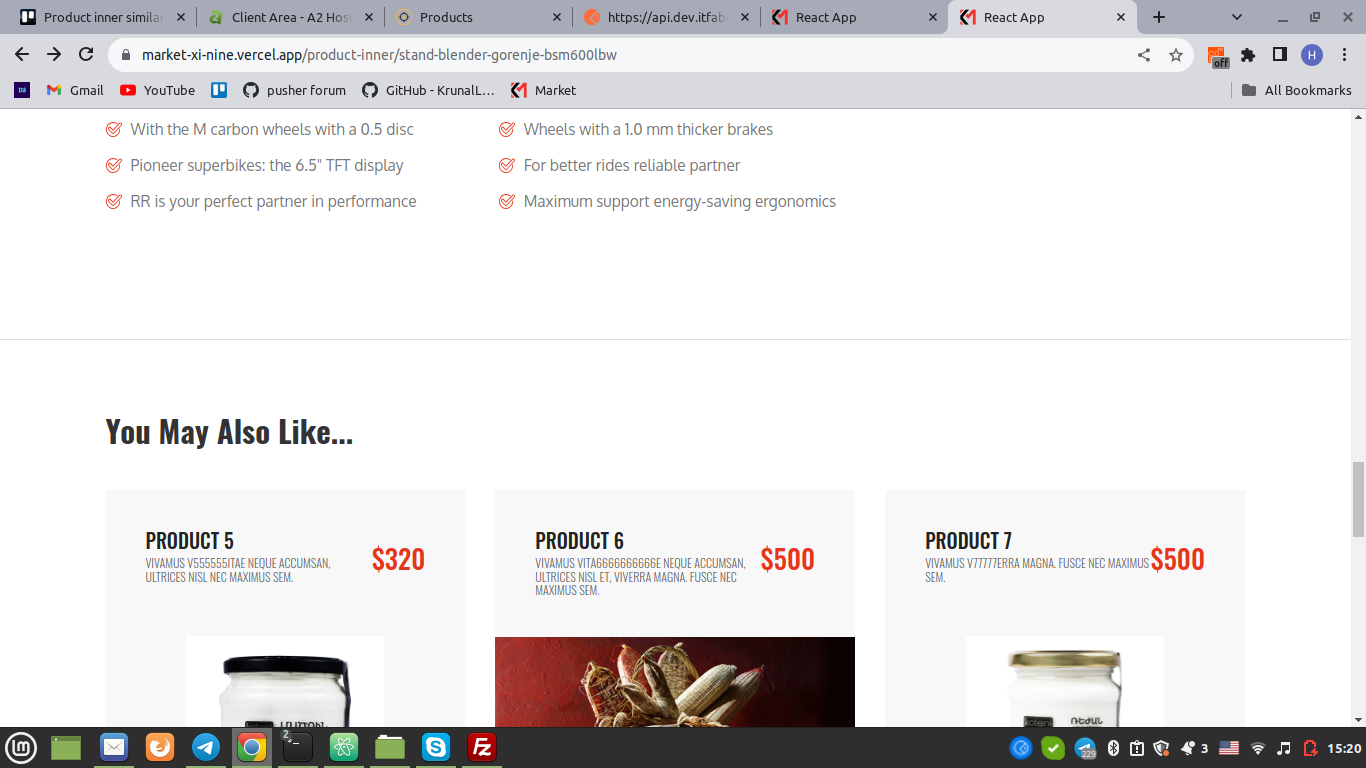 Product inner simila
Client Area - A2 Hos
Products
https://api.dev.itfab
React App
React App
market-xi-nine.vercel.app/product-inner/stand-blender-gorenje-bsm600lbw
off
H
DS
Gmail
YouTube
pusher forum
GitHub - KrunalL...
Market
All Bookmarks
With the M carbon wheels with a 0.5 disc
Wheels with a 1.0 mm thicker brakes
Pioneer superbikes: the 6.5" TFT display
For better rides reliable partner
RR is your perfect partner in performance
Maximum support energy-saving ergonomics
You May Also Like...
PRODUCT 5
VIVAMUS V555555ITAE NEQUE ACCUMSAN,
ULTRICES NISL NEC MAXIMUS SEM.
$320
PRODUCT 6
VIVAMUS VITA6666666666E NEQUE ACCUMSAN,
ULTRICES NISL ET, VIVERRA MAGNA. FUSCE NEC
MAXIMUS SEM.
$500
PRODUCT 7
VIVAMUS V77777ERRA MAGNA. FUSCE NEC MAXIMUS
SEM.
$500
ՄԱԾՈՒՆ
ՌԵԺԱՆ
2
229
3
15:20